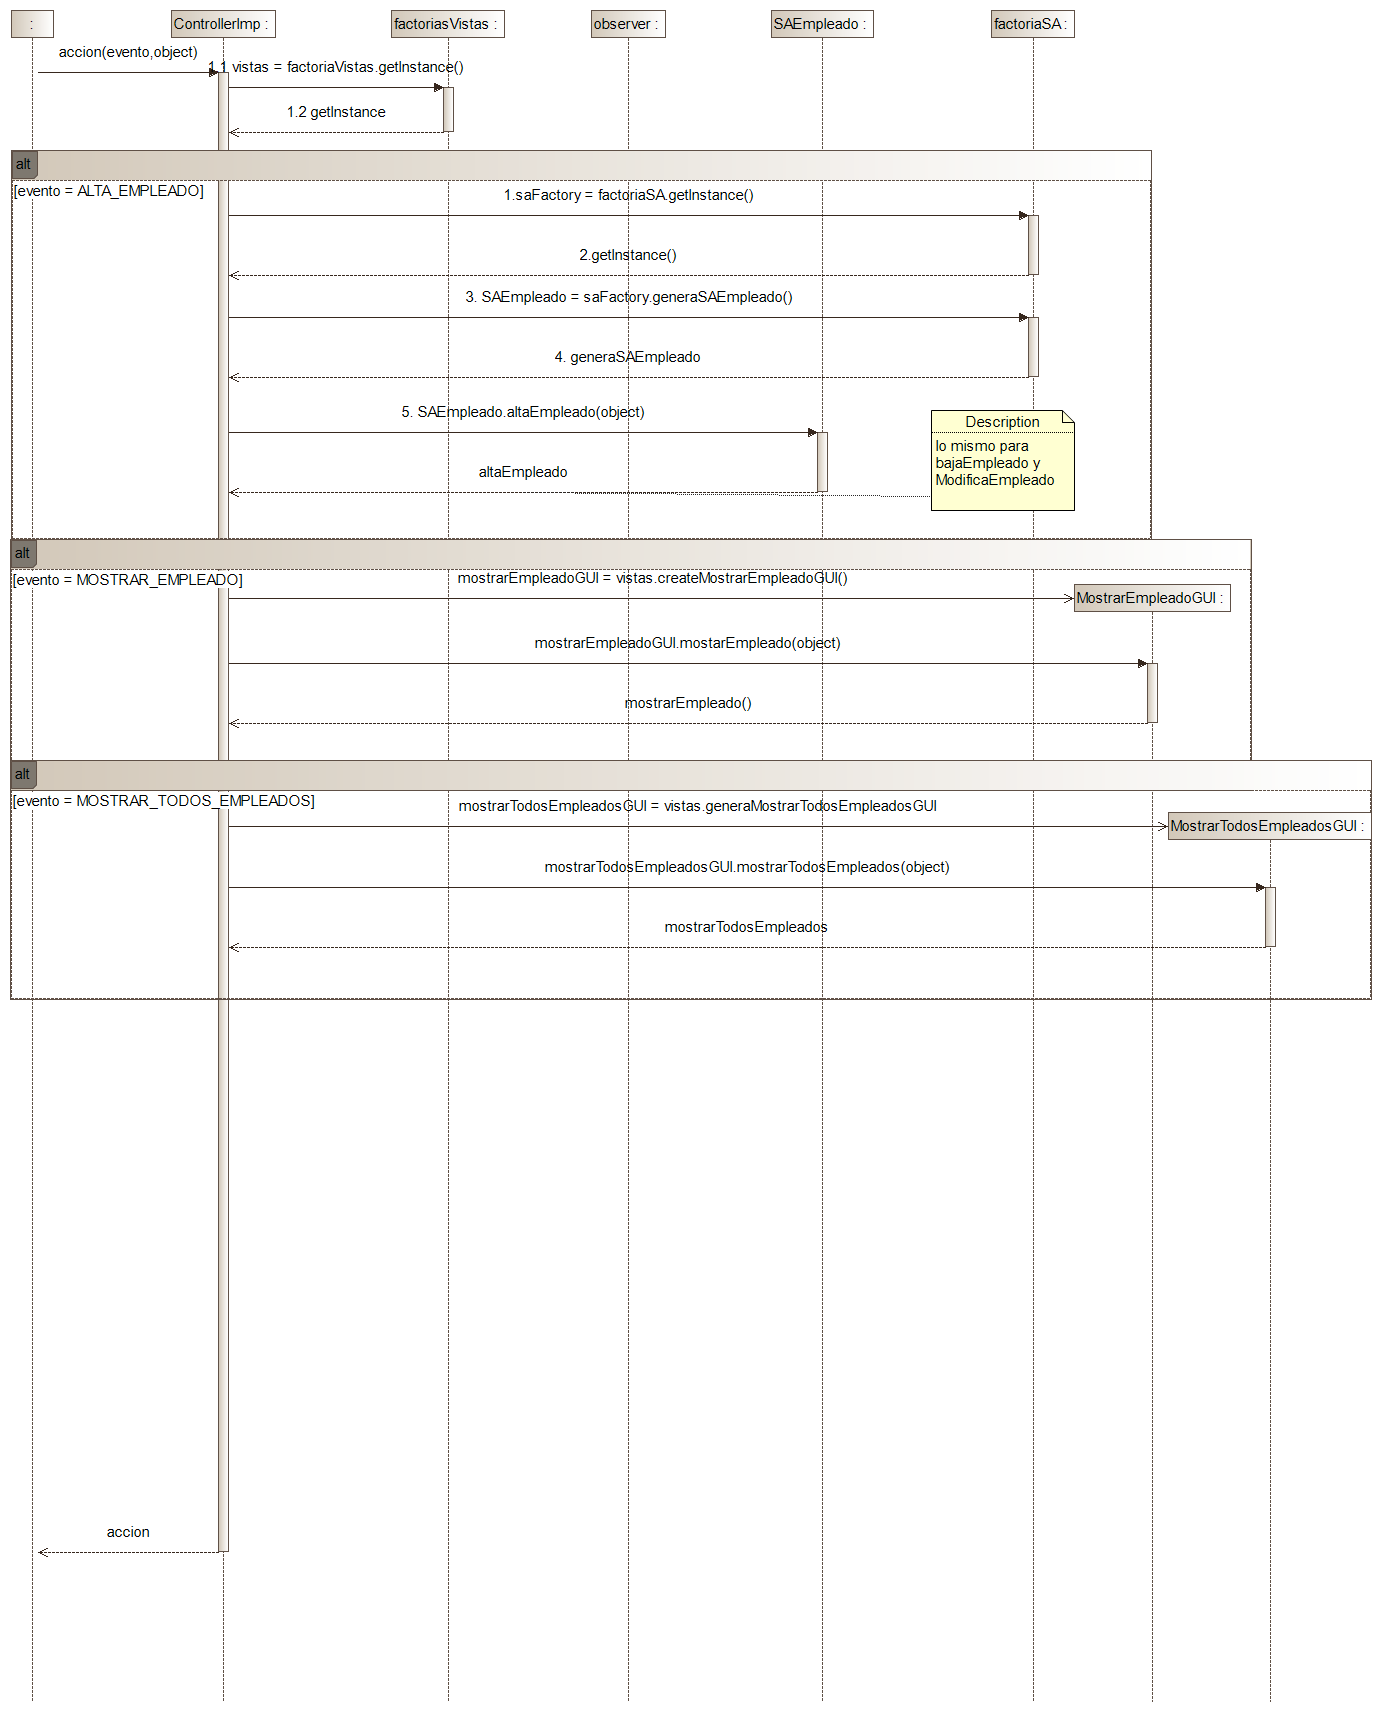 :
ControllerImp :
factoriasVistas :
observer :
SAEmpleado :
factoriaSA :
accion(evento,object)
1.1 vistas = factoriaVistas.getInstance()
1.2 getInstance
alt
[evento = ALTA_EMPLEADO]
1.saFactory = factoriaSA.getInstance()
2.getInstance()
3. SAEmpleado = saFactory.generaSAEmpleado()
4. generaSAEmpleado
5. SAEmpleado.altaEmpleado(object)
Description
lo mismo para
bajaEmpleado y
ModificaEmpleado
altaEmpleado
alt
[evento = MOSTRAR_EMPLEADO]
mostrarEmpleadoGUI = vistas.createMostrarEmpleadoGUI()
MostrarEmpleadoGUI :
mostrarEmpleadoGUI.mostarEmpleado(object)
mostrarEmpleado()
alt
[evento = MOSTRAR_TODOS_EMPLEADOS]
mostrarTodosEmpleadosGUI = vistas.generaMostrarTodosEmpleadosGUI
MostrarTodosEmpleadosGUI :
mostrarTodosEmpleadosGUI.mostrarTodosEmpleados(object)
mostrarTodosEmpleados
accion